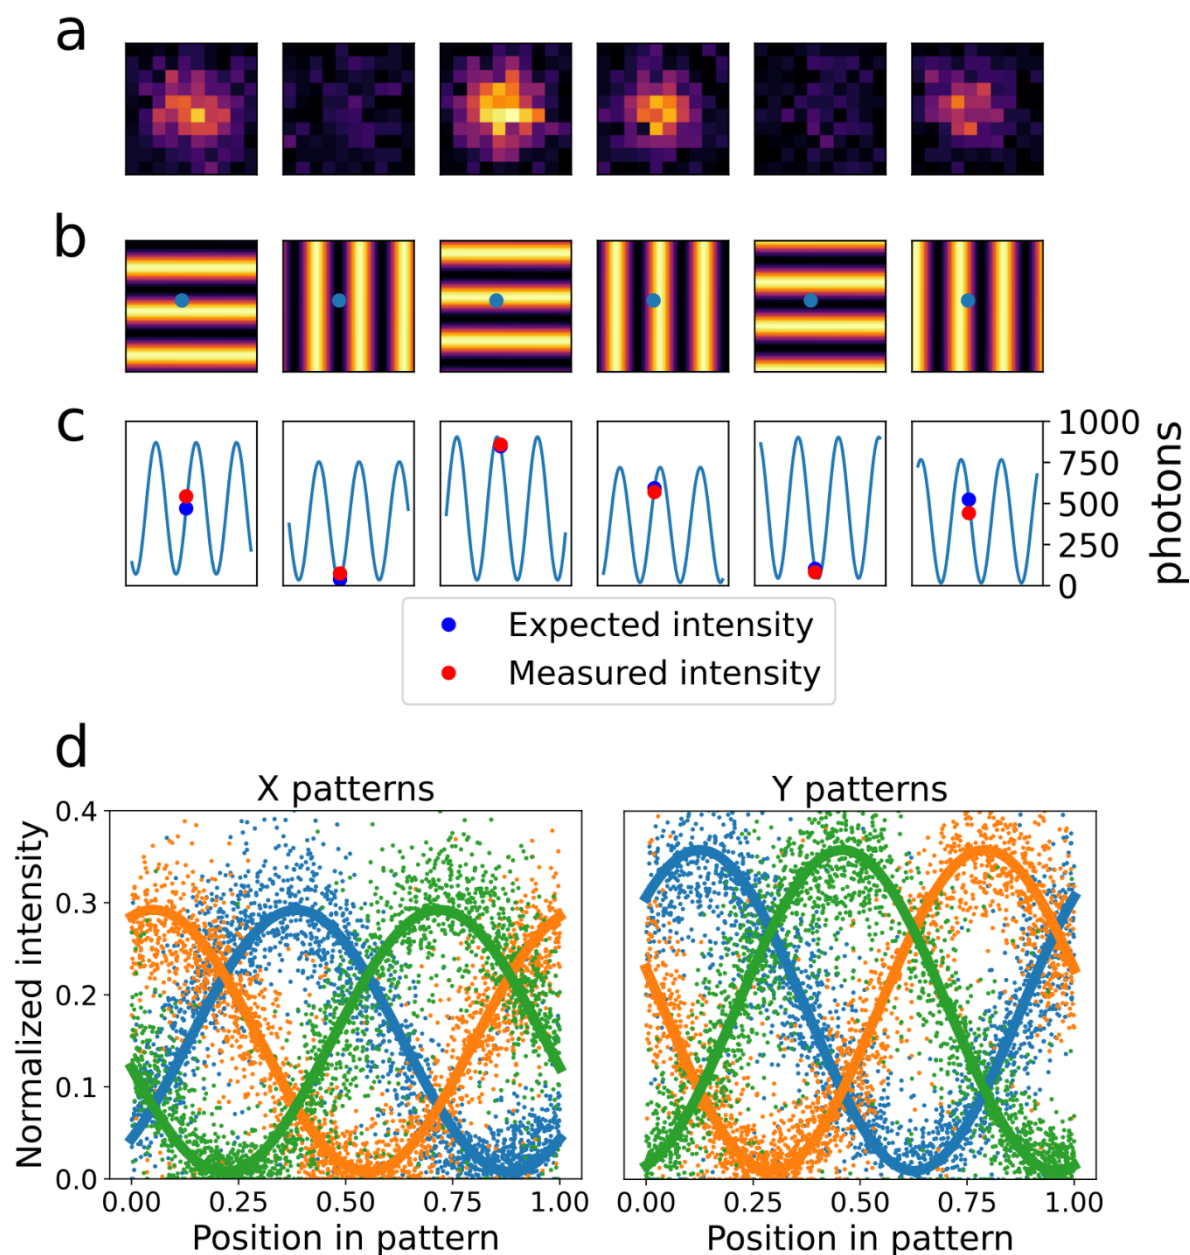 a
b
c
1000
750
500
250
0
photons
Expected intensity
Measured intensity
d
X patterns
Y patterns
Normalized intensity
0.4
0.3
0.2
0.1
0.0
0.00 0.25 0.50 0.75 1.00
0.00 0.25 0.50 0.75 1.00
Position in pattern
Position in pattern